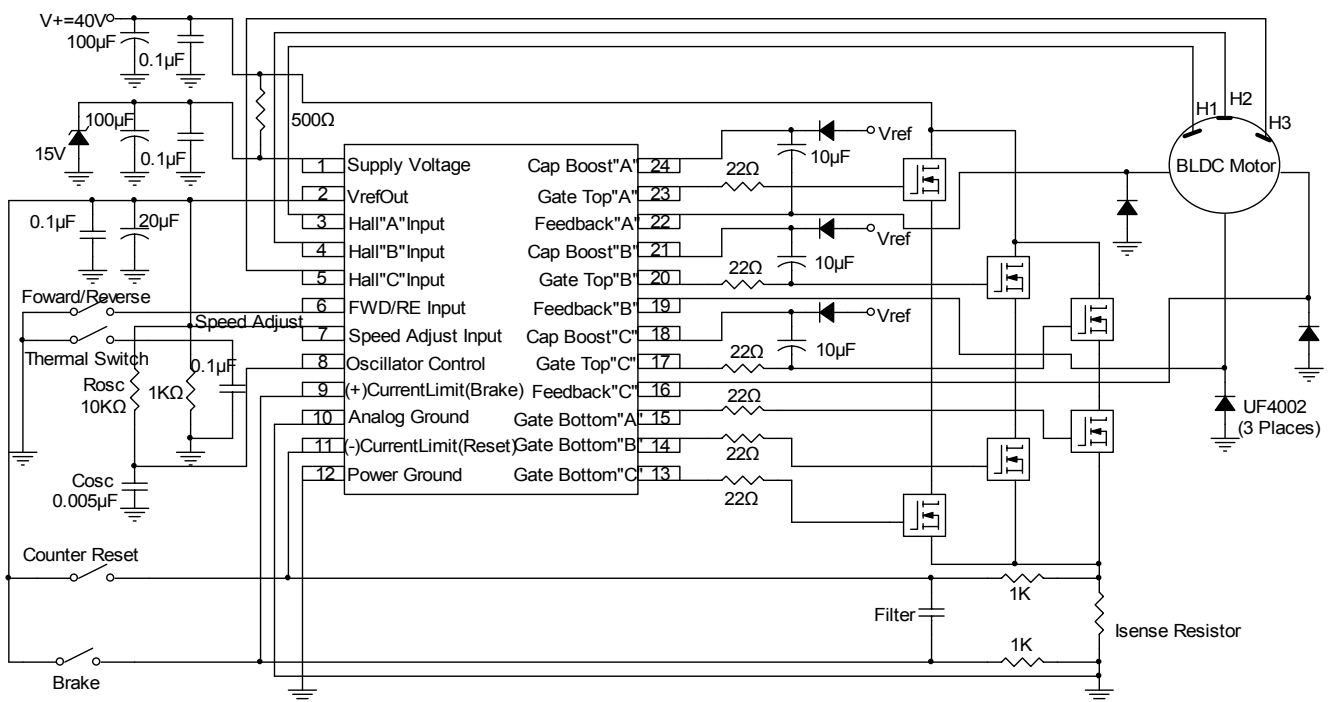 V+=40V
100µF
0.1µF
500Ω
100µF
15V
0.1µF
0.1µF
20µF
Foward/Reverse
Speed Adjust
Thermal Switch
0.1µF
Rosc
10KΩ
1KΩ
Cosc
0.005µF
Counter Reset
Brake
1 Supply Voltage
2 VrefOut
3 Hall"A"Input
4 Hall"B"Input
5 Hall"C"Input
6 FWD/RE Input
7 Speed Adjust Input
8 Oscillator Control
9 (+)CurrentLimit(Brake)
10 Analog Ground
11 (-)CurrentLimit(Reset)
12 Power Ground
Cap Boost"A" 24
Gate Top"A" 23
Feedback"A" 22
Cap Boost"B" 21
Gate Top"B" 20
Feedback"B" 19
Cap Boost"C" 18
Gate Top"C" 17
Feedback"C" 16
Gate Bottom"A" 15
Gate Bottom"B" 14
Gate Bottom"C" 13
Vref
10µF
22Ω
Vref
10µF
22Ω
Vref
10µF
22Ω
22Ω
22Ω
22Ω
H1
H2
H3
BLDC Motor
UF4002
(3 Places)
1K
Filter
Isense Resistor
1K